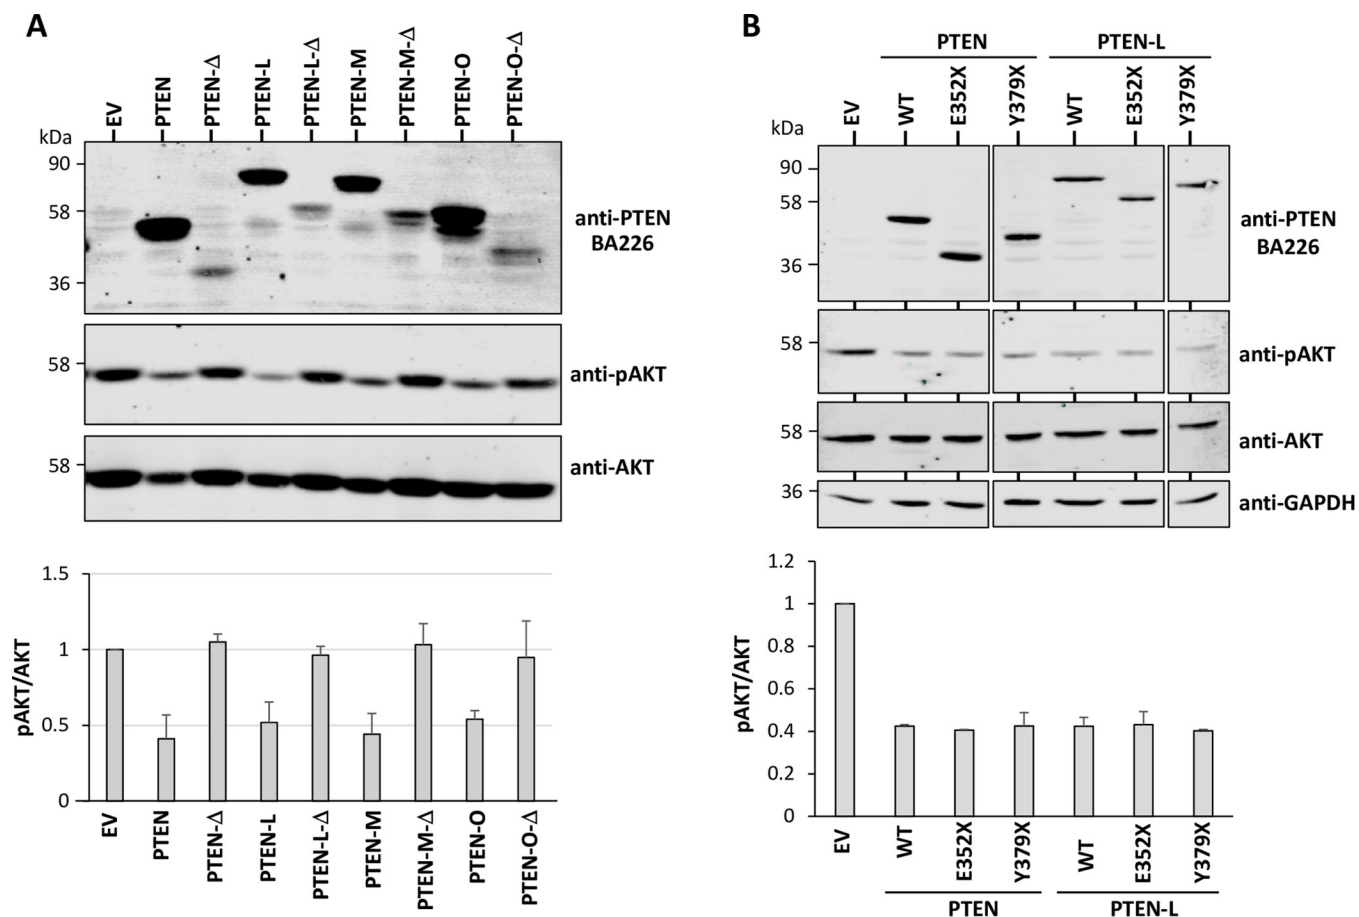 A
EV
PTEN
PTEN-Δ
PTEN-L
PTEN-L-Δ
PTEN-M
PTEN-M-Δ
PTEN-O
PTEN-O-Δ
kDa
90
58
36
anti-PTEN
BA226
58
anti-pAKT
58
anti-AKT
pAKT/AKT
1.5
1
0.5
0
EV
PTEN
PTEN-Δ
PTEN-L
PTEN-L-Δ
PTEN-M
PTEN-M-Δ
PTEN-O
PTEN-O-Δ
B
PTEN
PTEN-L
EV
WT
E352X
Y379X
WT
E352X
Y379X
kDa
90
58
36
anti-PTEN
BA226
58
anti-pAKT
58
anti-AKT
36
anti-GAPDH
pAKT/AKT
1.2
1
0.8
0.6
0.4
0.2
0
EV
WT
E352X
Y379X
WT
E352X
Y379X
PTEN
PTEN-L